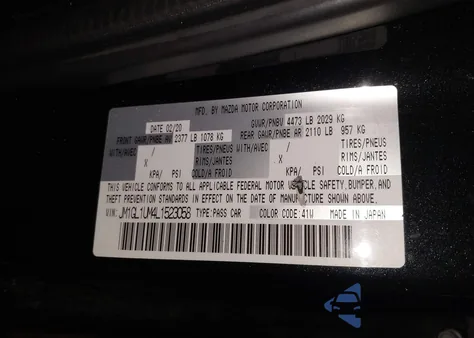 MFD. BY MAZDA MOTOR CORPORATION
DATE 02/20 GVWR/PNBV 4473 LB 2029 KG
FRONT GAWR/PNBE AV 2377 LB 1078 KG REAR GAWR/PNBE AR 2110 LB 957 KG
WITH/AVEC / TIRES/PNEUS WITH/AVEC / TIRES/PNEUS
X RIMS/JANTES X RIMS/JANTES
KPA/ PSI COLD/A FROID KPA/ PSI COLD/A FROID
THIS VEHICLE CONFORMS TO ALL APPLICABLE FEDERAL MOTOR VEHICLE SAFETY, BUMPER, AND
THEFT PREVENTION STANDARDS IN EFFECT ON THE DATE OF MANUFACTURE SHOWN ABOVE.
VIN: JM1GL1UM4L1523058 TYPE:PASS CAR COLOR CODE:41W MADE IN JAPAN